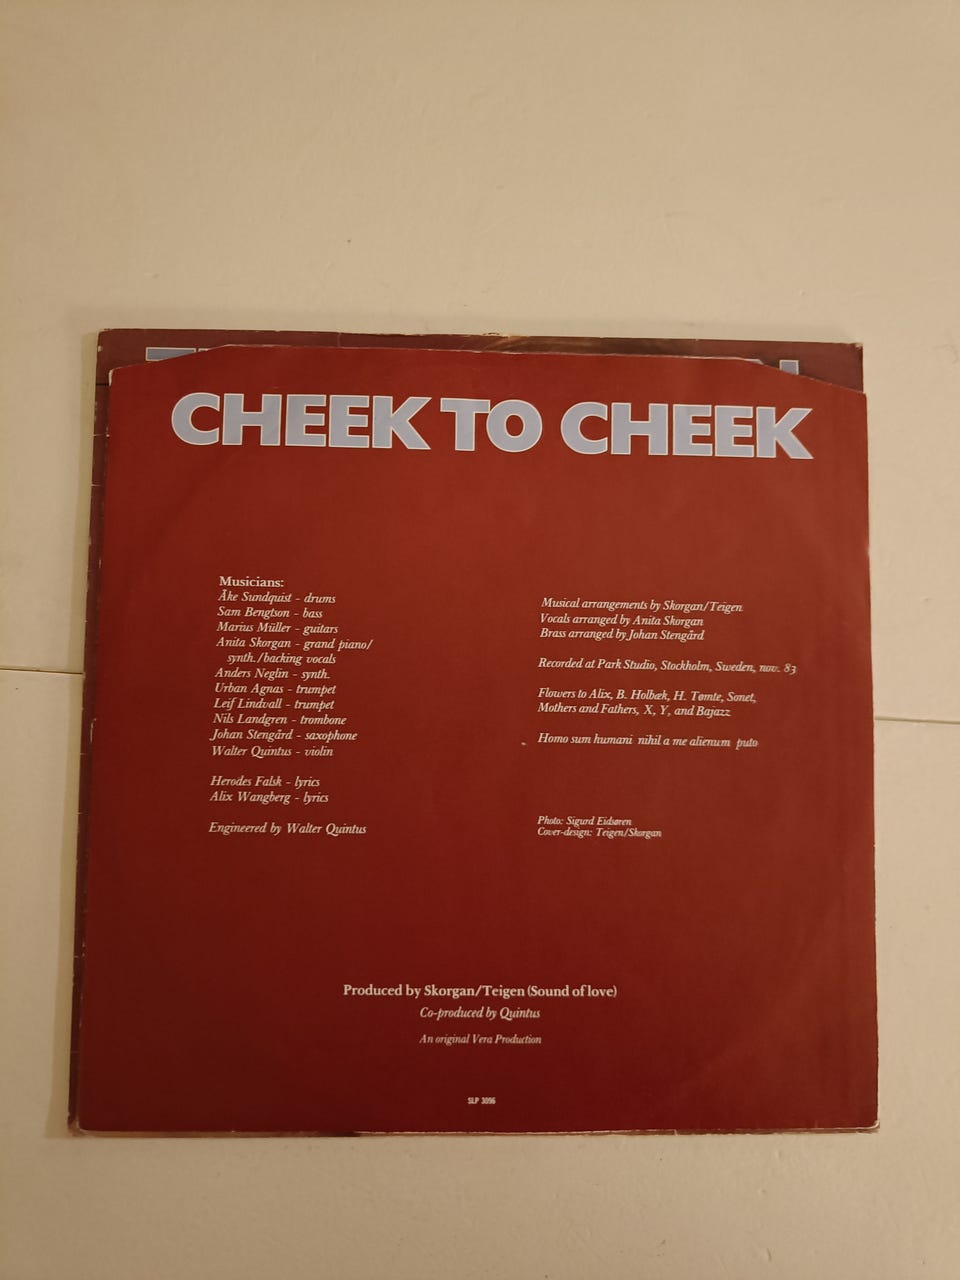 CHEEK TO CHEEK
Musicians:
Åke Sundquist - drums
Sam Bengtson - bass
Marius Müller - guitars
Anita Skorgan - grand piano/
synth./backing vocals
Anders Neglin - synth.
Urban Agnas - trumpet
Leif Lindvall - trumpet
Nils Landgren - trombone
Johan Stengård - saxophone
Walter Quintus - violin
Herodes Falsk - lyrics
Alix Wangberg - lyrics
Engineered by Walter Quintus
Musical arrangements by Skorgan/Teigen
Vocals arranged by Anita Skorgan
Brass arranged by Johan Stengård
Recorded at Park Studio, Stockholm, Sweden, nov. 83
Flowers to Alix, B. Holbæk, H. Tømte, Sonet,
Mothers and Fathers, X, Y, and Bajazz
Homo sum humani nihil a me alienum puto
Photo: Sigurd Eidsøren
Cover-design: Teigen/Skorgan
Produced by Skorgan/Teigen (Sound of love)
Co-produced by Quintus
An original Vera Production
SLP 3096